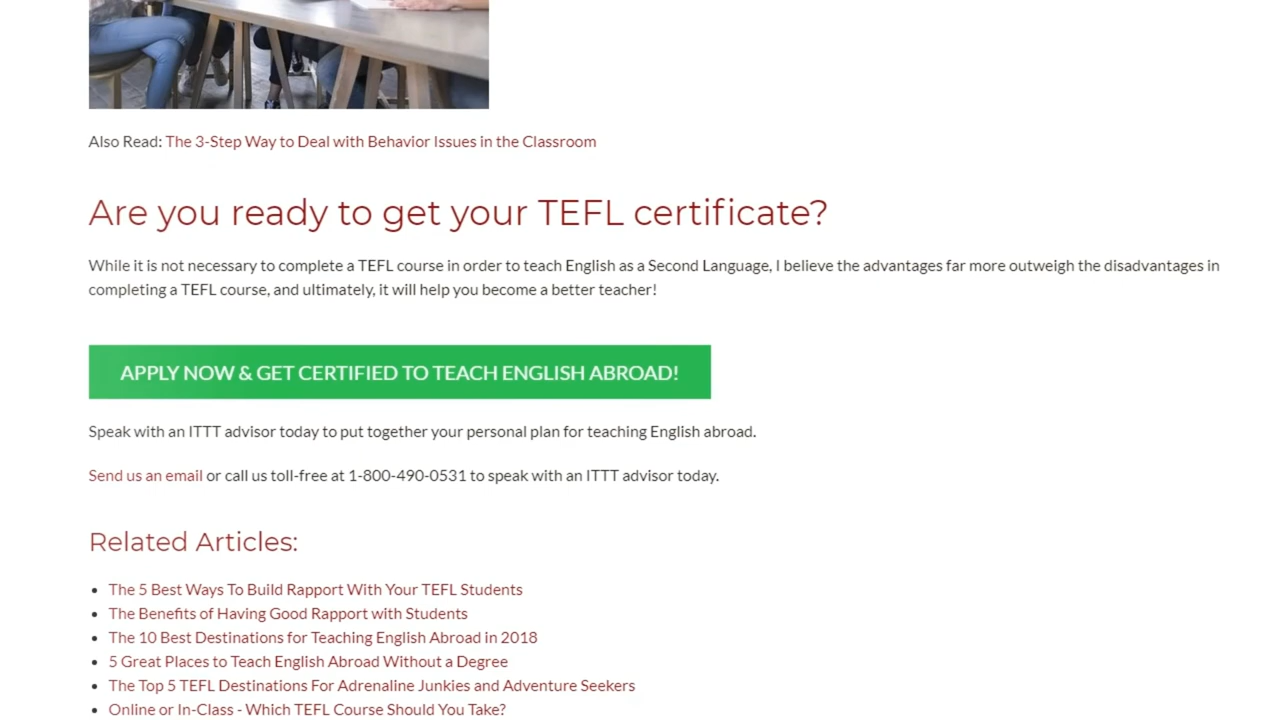 Also Read: The 3-Step Way to Deal with Behavior Issues in the Classroom
Are you ready to get your TEFL certificate?
While it is not necessary to complete a TEFL course in order to teach English as a Second Language, I believe the advantages far more outweigh the disadvantages in
completing a TEFL course, and ultimately, it will help you become a better teacher!
APPLY NOW & GET CERTIFIED TO TEACH ENGLISH ABROAD!
Speak with an ITTT advisor today to put together your personal plan for teaching English abroad.
Send us an email or call us toll-free at 1-800-490-0531 to speak with an ITTT advisor today.
Related Articles:
The 5 Best Ways To Build Rapport With Your TEFL Students
The Benefits of Having Good Rapport with Students
The 10 Best Destinations for Teaching English Abroad in 2018
5 Great Places to Teach English Abroad Without a Degree
The Top 5 TEFL Destinations For Adrenaline Junkies and Adventure Seekers
Online or In-Class - Which TEFL Course Should You Take?